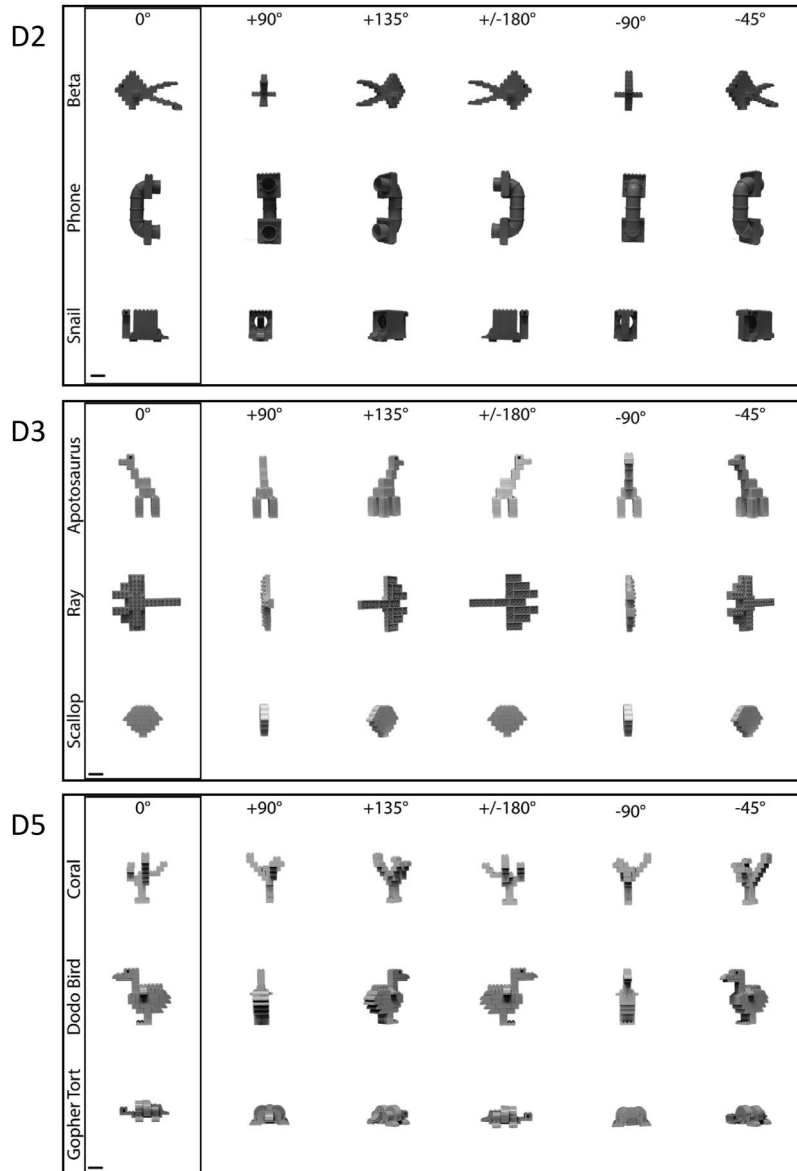 D2
0° +90° +135° +/-180° -90° -45°
Beta
Phone
Snail
D3
0° +90° +135° +/-180° -90° -45°
Apotosaurus
Ray
Scallop
D5
0° +90° +135° +/-180° -90° -45°
Coral
Dodo Bird
Gopher Tort